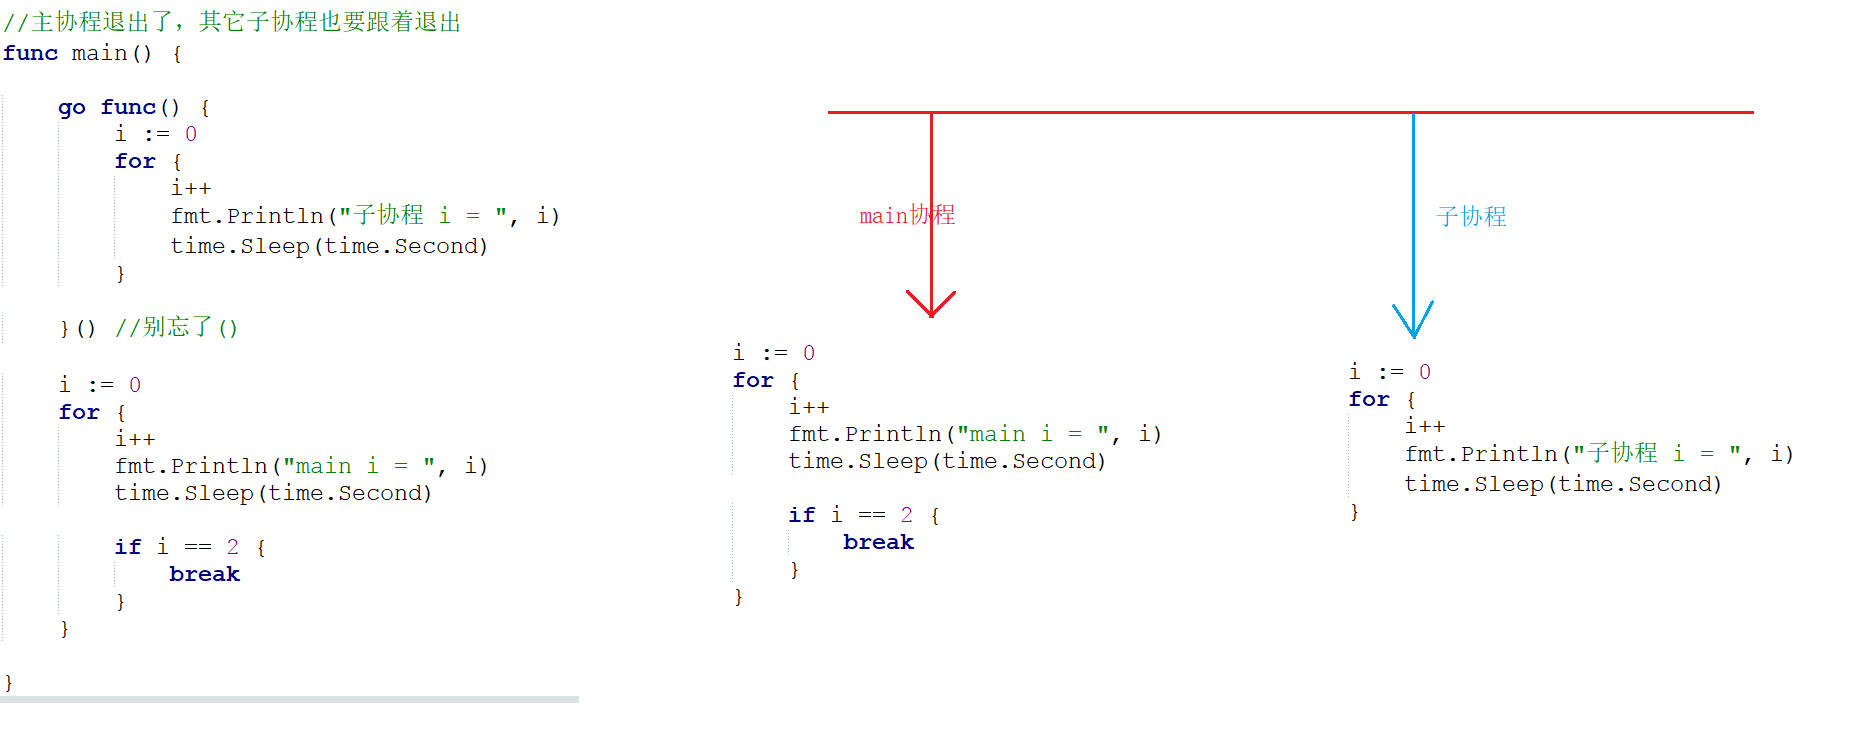 //主协程退出了，其它子协程也要跟着退出
func main() {
go func() {
i := 0
for {
i++
fmt.Println("子协程 i = ", i)
time.Sleep(time.Second)
}
}() //别忘了()
i := 0
for {
i++
fmt.Println("main i = ", i)
time.Sleep(time.Second)
if i == 2 {
break
}
}
}
main协程
i := 0
for {
i++
fmt.Println("main i = ", i)
time.Sleep(time.Second)
if i == 2 {
break
}
}
子协程
i := 0
for {
i++
fmt.Println("子协程 i = ", i)
time.Sleep(time.Second)
}